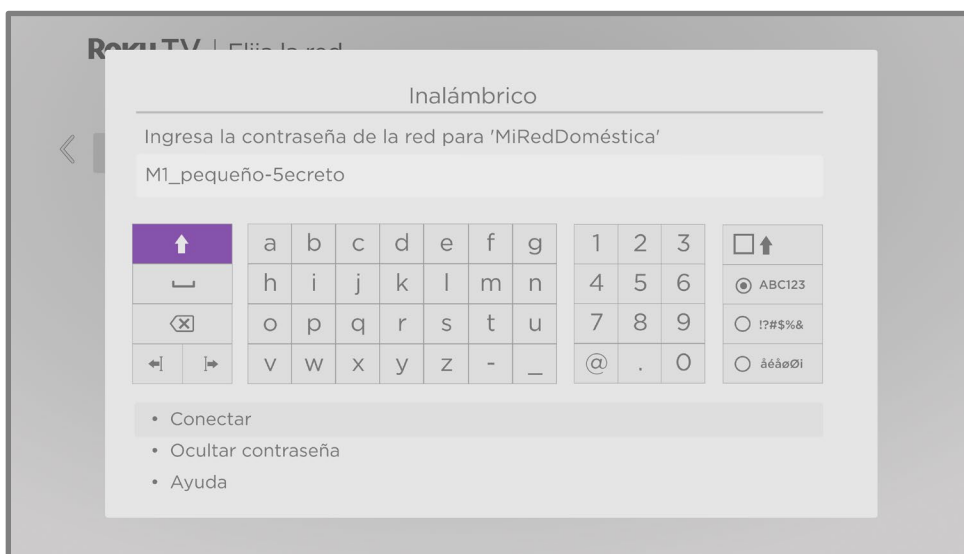 Roku TV | Elija la red
Inalámbrico
Ingresa la contraseña de la red para 'MiRedDoméstica'
M1_pequeño-5ecreto
a b c d e f g 1 2 3
h i j k l m n 4 5 6 ABC123
o p q r s t u 7 8 9 !?#$%&
v w x y z - _ @ . 0 áéåøØi
• Conectar
• Ocultar contraseña
• Ayuda